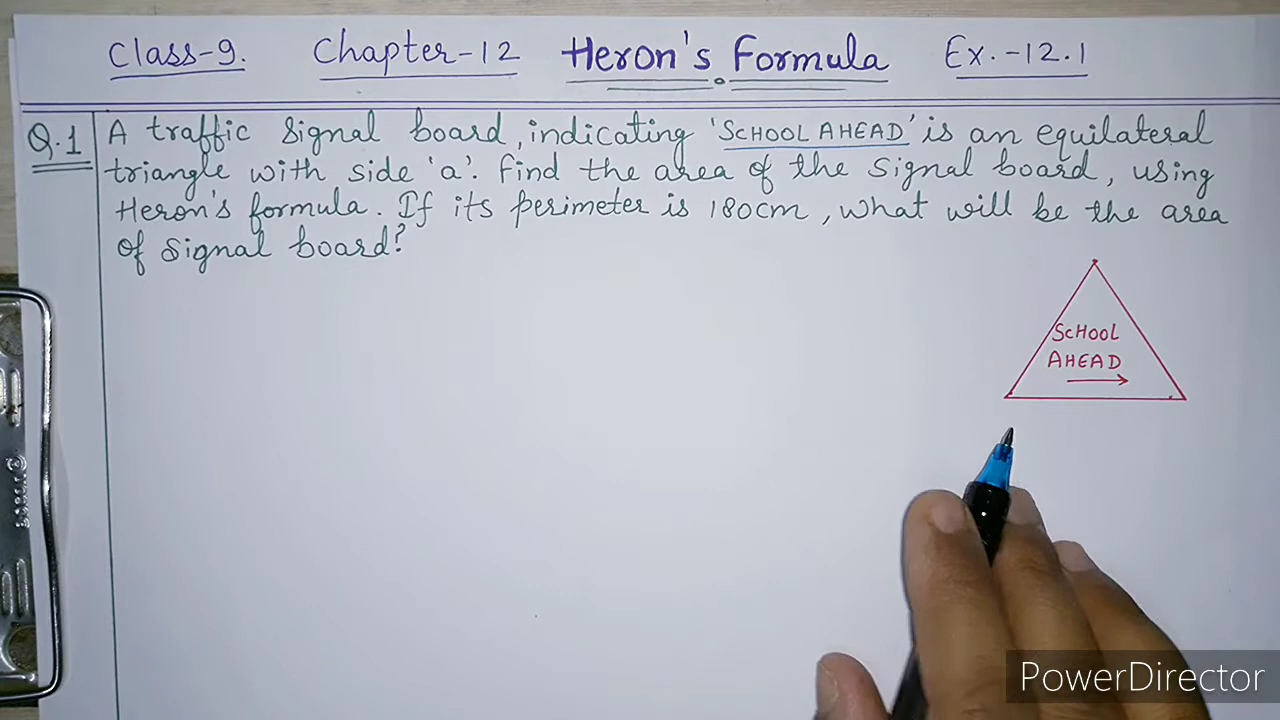 Class-9. Chapter-12 Heron's Formula Ex.-12.1
Q.1 A traffic signal board, indicating 'SCHOOL AHEAD' is an equilateral
triangle with side 'a'. Find the area of the signal board, using
Heron's formula. If its perimeter is 180cm, what will be the area
of signal board?
SCHOOL
AHEAD
PowerDirector